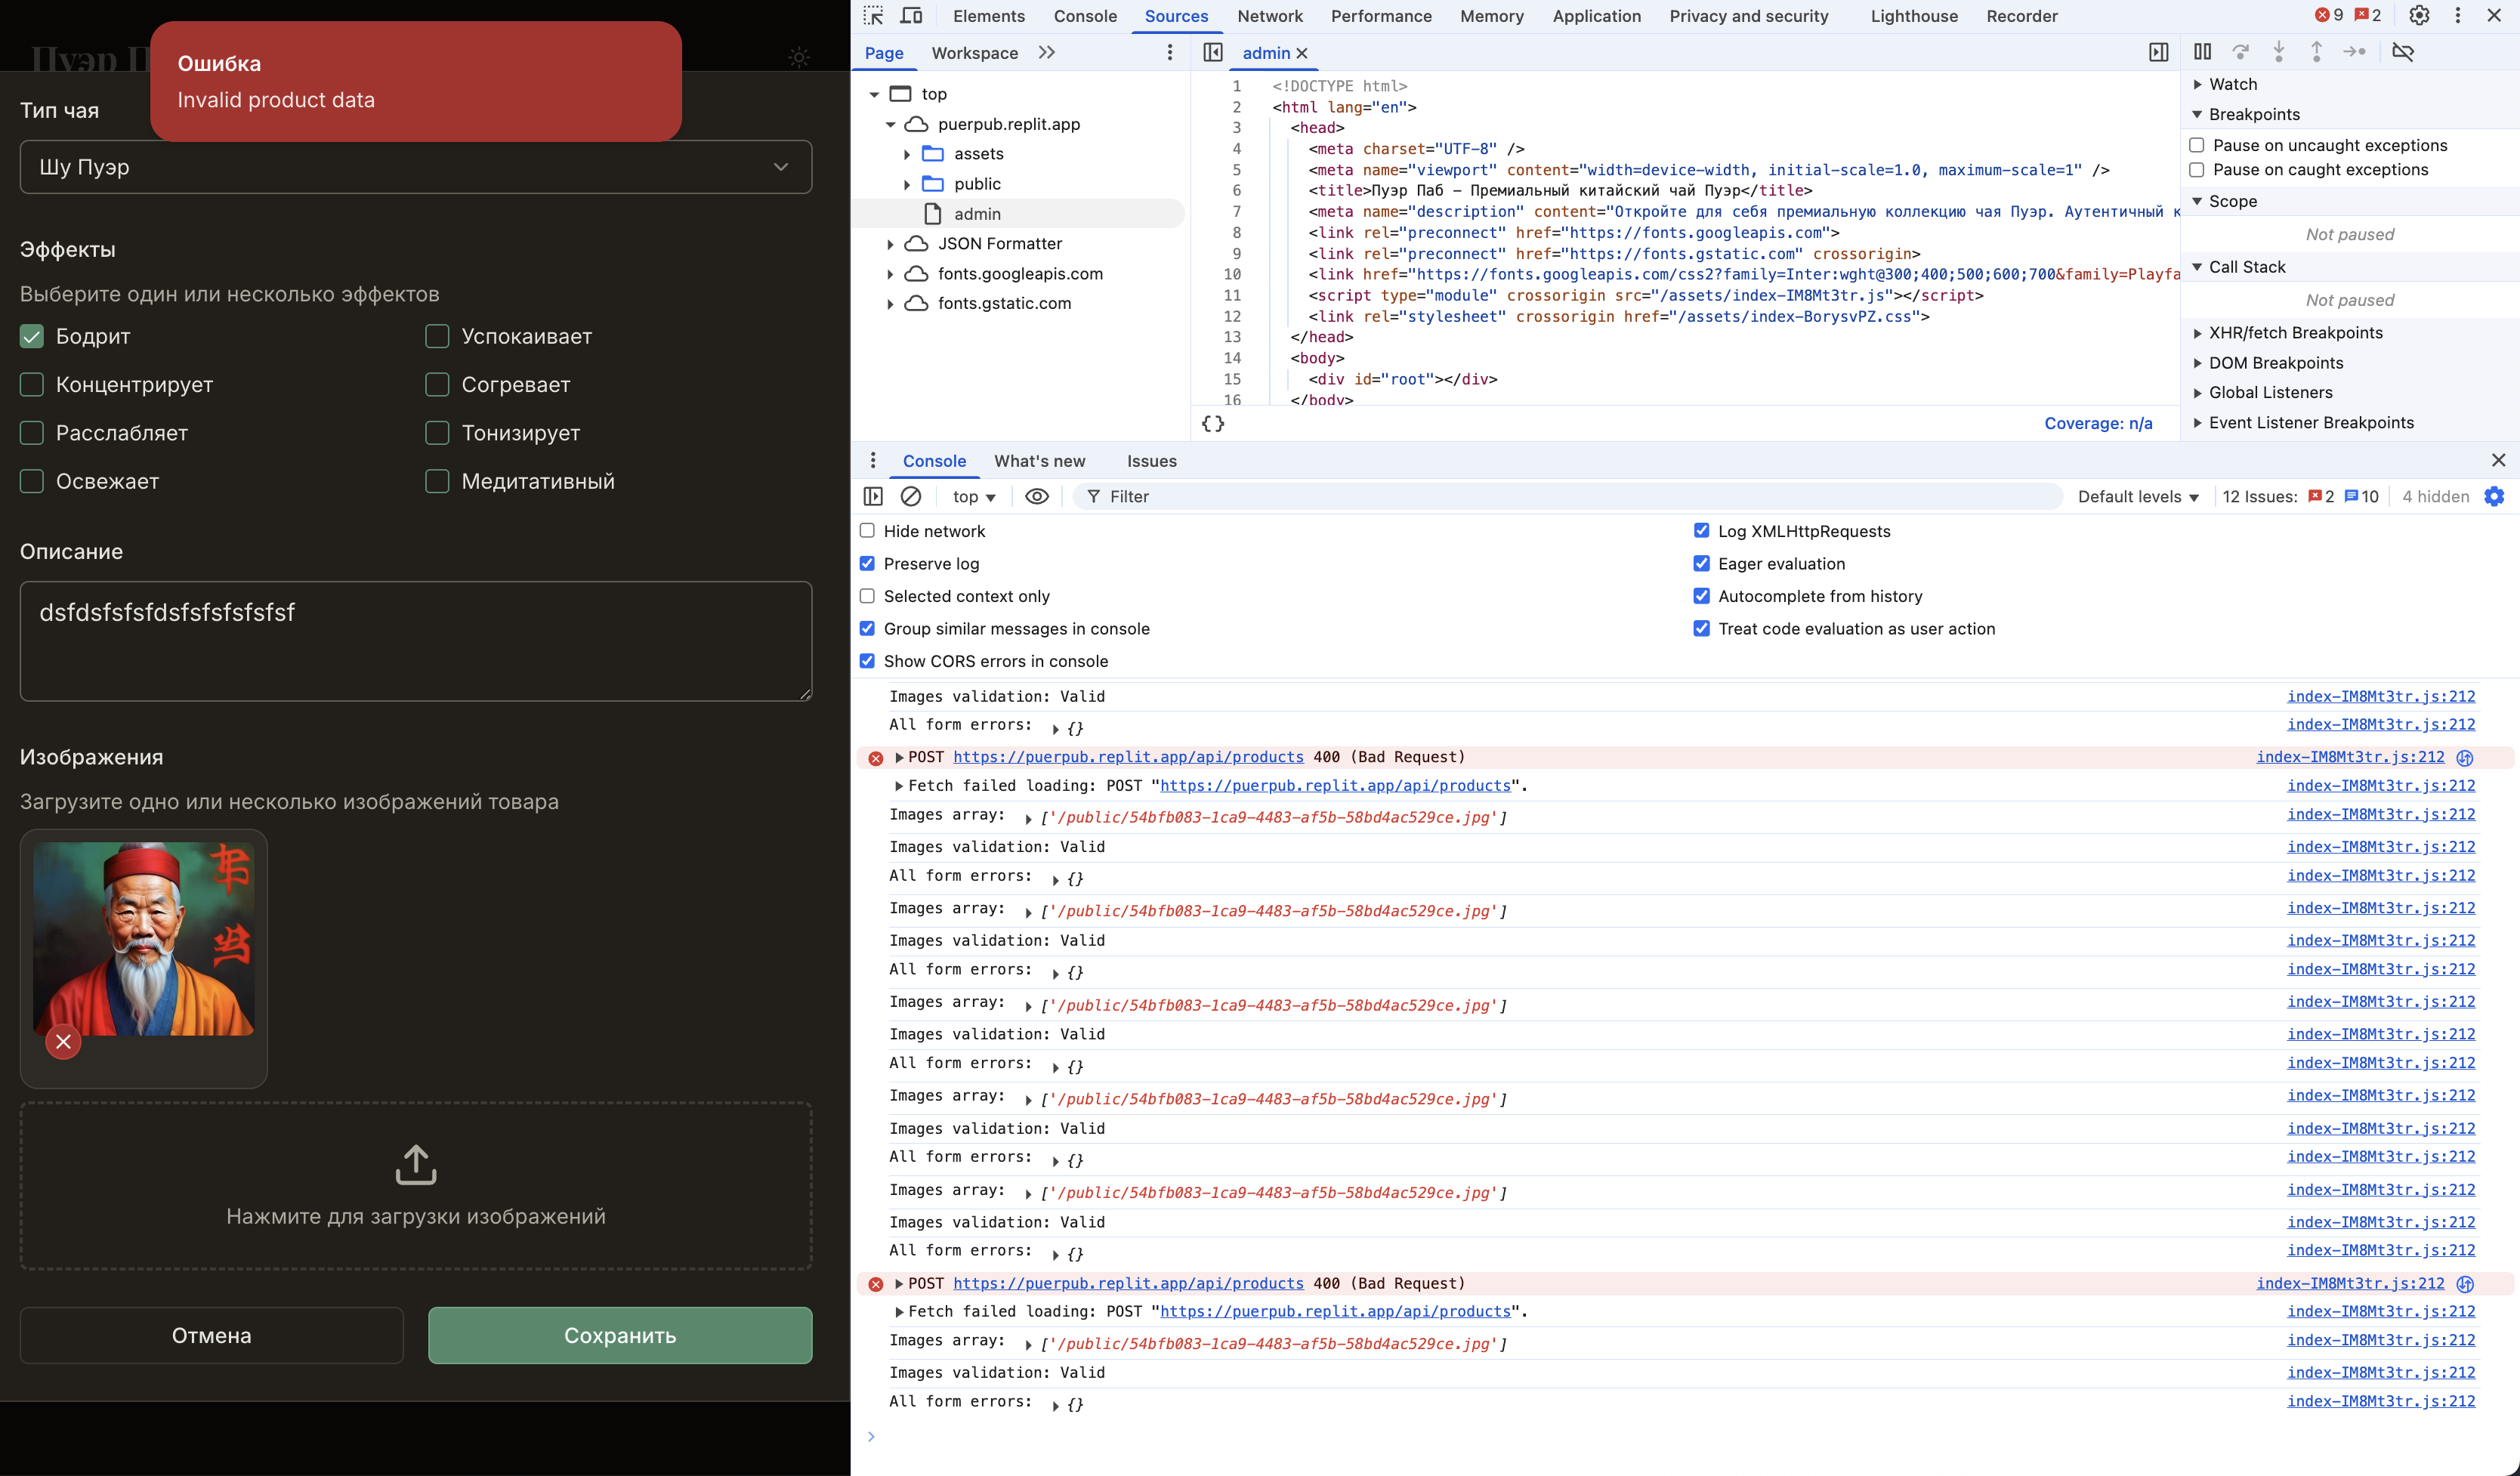 Пуэр П
Ошибка
Invalid product data
Тип чая
Шу Пуэр
Эффекты
Выберите один или несколько эффектов
Бодрит
Успокаивает
Концентрирует
Согревает
Расслабляет
Тонизирует
Освежает
Медитативный
Описание
dsfdsfsfsfdsfsfsfsfsfsf
Изображения
Загрузите одно или несколько изображений товара
Нажмите для загрузки изображений
Отмена
Сохранить
Elements Console Sources Network Performance Memory Application Privacy and security Lighthouse Recorder 9 2
Page Workspace
admin
top
puerpub.replit.app
assets
public
admin
JSON Formatter
fonts.googleapis.com
fonts.gstatic.com
1 <!DOCTYPE html>
2 <html lang="en">
3 <head>
4 <meta charset="UTF-8" />
5 <meta name="viewport" content="width=device-width, initial-scale=1.0, maximum-scale=1" />
6 <title>Пуэр Паб – Премиальный китайский чай Пуэр</title>
7 <meta name="description" content="Откройте для себя премиальную коллекцию чая Пуэр. Аутентичный к
8 <link rel="preconnect" href="https://fonts.googleapis.com">
9 <link rel="preconnect" href="https://fonts.gstatic.com" crossorigin>
10 <link href="https://fonts.googleapis.com/css2?family=Inter:wght@300;400;500;600;700&family=Playfa
11 <script type="module" crossorigin src="/assets/index-IM8Mt3tr.js"></script>
12 <link rel="stylesheet" crossorigin href="/assets/index-BorysvPZ.css">
13 </head>
14 <body>
15 <div id="root"></div>
16 </body>
{} Coverage: n/a
Watch
Breakpoints
Pause on uncaught exceptions
Pause on caught exceptions
Scope
Not paused
Call Stack
Not paused
XHR/fetch Breakpoints
DOM Breakpoints
Global Listeners
Event Listener Breakpoints
Console What's new Issues
top Filter Default levels 12 Issues: 2 10 4 hidden
Hide network
Log XMLHttpRequests
Preserve log
Eager evaluation
Selected context only
Autocomplete from history
Group similar messages in console
Treat code evaluation as user action
Show CORS errors in console
Images validation: Valid index-IM8Mt3tr.js:212
All form errors: {} index-IM8Mt3tr.js:212
POST https://puerpub.replit.app/api/products 400 (Bad Request) index-IM8Mt3tr.js:212
Fetch failed loading: POST "https://puerpub.replit.app/api/products". index-IM8Mt3tr.js:212
Images array: ['/public/54bfb083-1ca9-4483-af5b-58bd4ac529ce.jpg'] index-IM8Mt3tr.js:212
Images validation: Valid index-IM8Mt3tr.js:212
All form errors: {} index-IM8Mt3tr.js:212
Images array: ['/public/54bfb083-1ca9-4483-af5b-58bd4ac529ce.jpg'] index-IM8Mt3tr.js:212
Images validation: Valid index-IM8Mt3tr.js:212
All form errors: {} index-IM8Mt3tr.js:212
Images array: ['/public/54bfb083-1ca9-4483-af5b-58bd4ac529ce.jpg'] index-IM8Mt3tr.js:212
Images validation: Valid index-IM8Mt3tr.js:212
All form errors: {} index-IM8Mt3tr.js:212
Images array: ['/public/54bfb083-1ca9-4483-af5b-58bd4ac529ce.jpg'] index-IM8Mt3tr.js:212
Images validation: Valid index-IM8Mt3tr.js:212
All form errors: {} index-IM8Mt3tr.js:212
Images array: ['/public/54bfb083-1ca9-4483-af5b-58bd4ac529ce.jpg'] index-IM8Mt3tr.js:212
Images validation: Valid index-IM8Mt3tr.js:212
All form errors: {} index-IM8Mt3tr.js:212
POST https://puerpub.replit.app/api/products 400 (Bad Request) index-IM8Mt3tr.js:212
Fetch failed loading: POST "https://puerpub.replit.app/api/products". index-IM8Mt3tr.js:212
Images array: ['/public/54bfb083-1ca9-4483-af5b-58bd4ac529ce.jpg'] index-IM8Mt3tr.js:212
Images validation: Valid index-IM8Mt3tr.js:212
All form errors: {} index-IM8Mt3tr.js:212